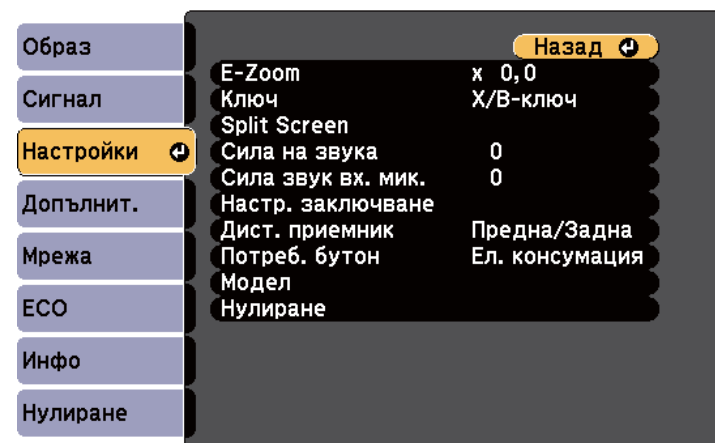 Образ
Сигнал
Настройки
Допълнит.
Мрежа
ECO
Инфо
Нулиране
Назад
E-Zoom x 0,0
Ключ Х/В-ключ
Split Screen
Сила на звука 0
Сила звук вх. мик. 0
Настр. заключване
Дист. приемник Предна/Задна
Потреб. бутон Ел. консумация
Модел
Нулиране